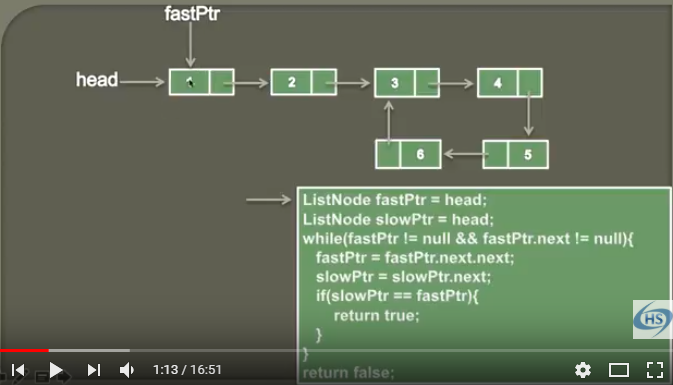 fastPtr
head
1 2 3 4
6 5
ListNode fastPtr = head;
ListNode slowPtr = head;
while(fastPtr != null && fastPtr.next != null){
fastPtr = fastPtr.next.next;
slowPtr = slowPtr.next;
if(slowPtr == fastPtr){
return true;
}
}
return false;
HS
1:13 / 16:51